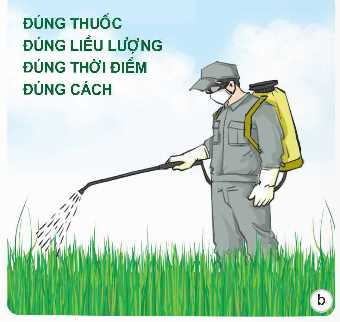 ĐÚNG THUỐC
ĐÚNG LIỀU LƯỢNG
ĐÚNG THỜI ĐIỂM
ĐÚNG CÁCH
b